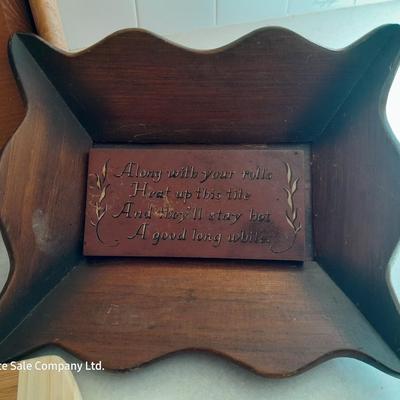 Along with your rolls
Heat up this tile
And they'll stay hot
A good long while.
te Sale Company Ltd.